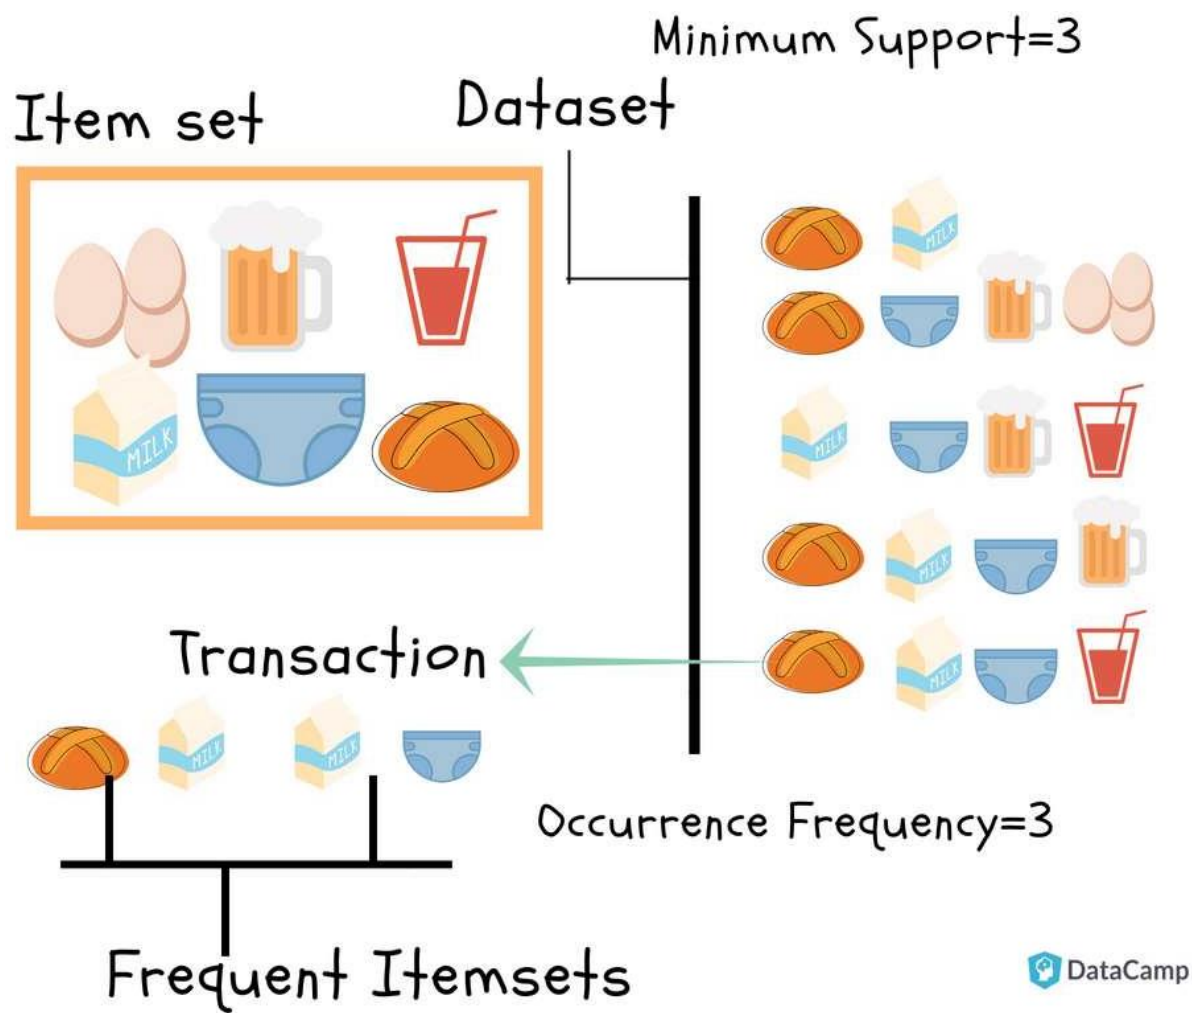 Minimum Support=3
Item set
Dataset
MILK
MILK
MILK
MILK
MILK
Transaction
MILK
MILK
Occurrence Frequency=3
Frequent Itemsets
DataCamp